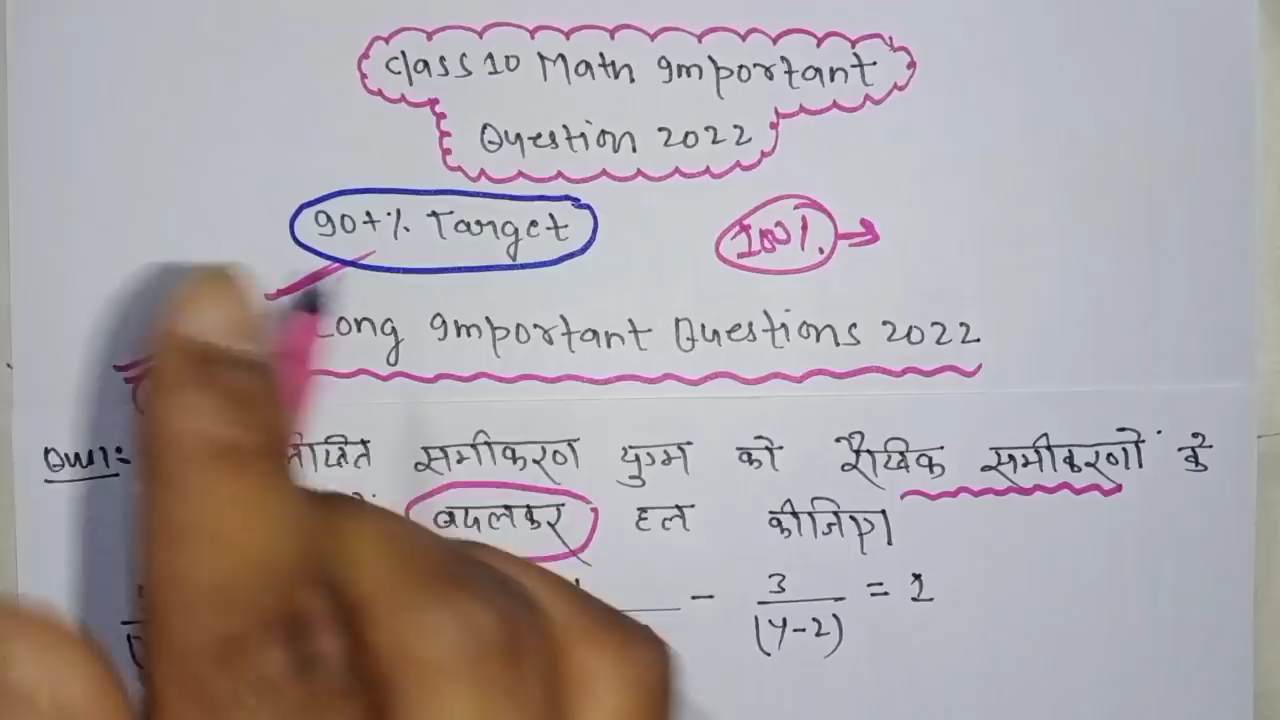 Class 10 Math Important
Question 2022
90+% Target
100%
Long Important Questions 2022
Qus1:- समीकरण युग्म को रैखिक समीकरणों के
बदलकर हल कीजिए।
- 3/(y-2) = 1